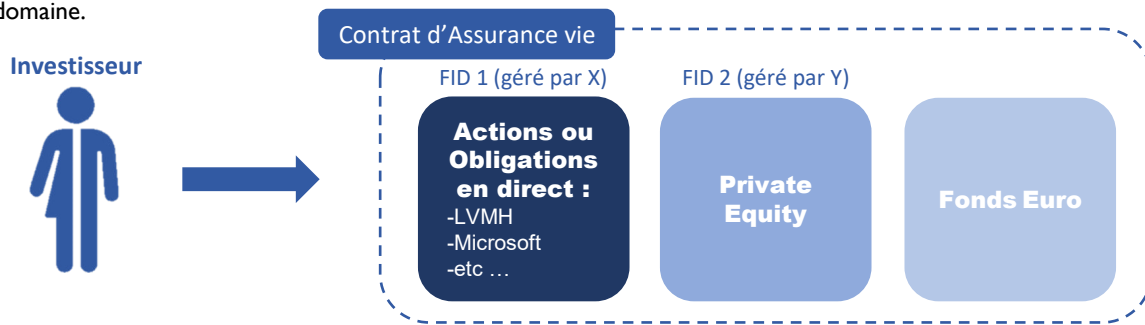 domaine.
Investisseur
Contrat d’Assurance vie
FID 1 (géré par X)
Actions ou
Obligations
en direct :
-LVMH
-Microsoft
-etc …
FID 2 (géré par Y)
Private
Equity
Fonds Euro